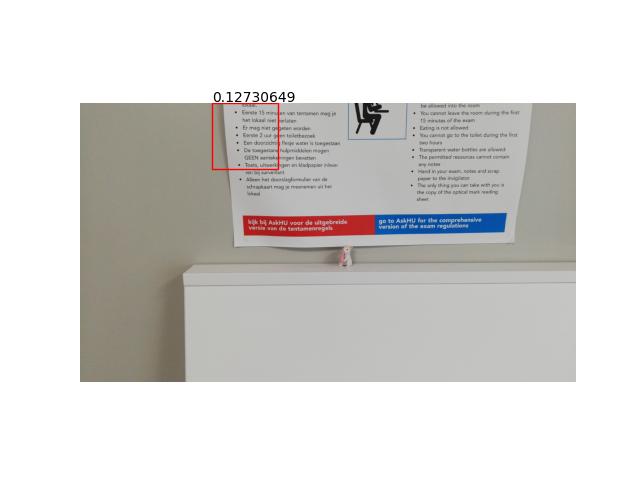 0.12730649
Eerste 15 minuten van tentamen mag je
het lokaal niet verlaten
Er mag niet gegeten worden
Eerste 2 uur geen toiletbezoek
Een doorzichtig flesje water is toegestaan
De toegestane hulpmiddelen mogen
GEEN aantekeningen bevatten
Toets, uitwerkingen en kladpapier inlever-
en bij surveillant
Alleen het doorslagformulier van de
schrapkaart mag je meenemen uit het
lokaal
kijk bij AskHU voor de uitgebreide
versie van de tentamenregels
be allowed into the room
You cannot leave the room during the first
15 minutes of the exam
Eating is not allowed
You cannot go to the toilet during the first
two hours
Transparent water bottles are allowed
The permitted resources cannot contain
any notes
Hand in your exam, notes and scrap
paper to the invigilator
The only thing you can take with you is
the copy of the optical mark reading
sheet
go to AskHU for the comprehensive
version of the exam regulations